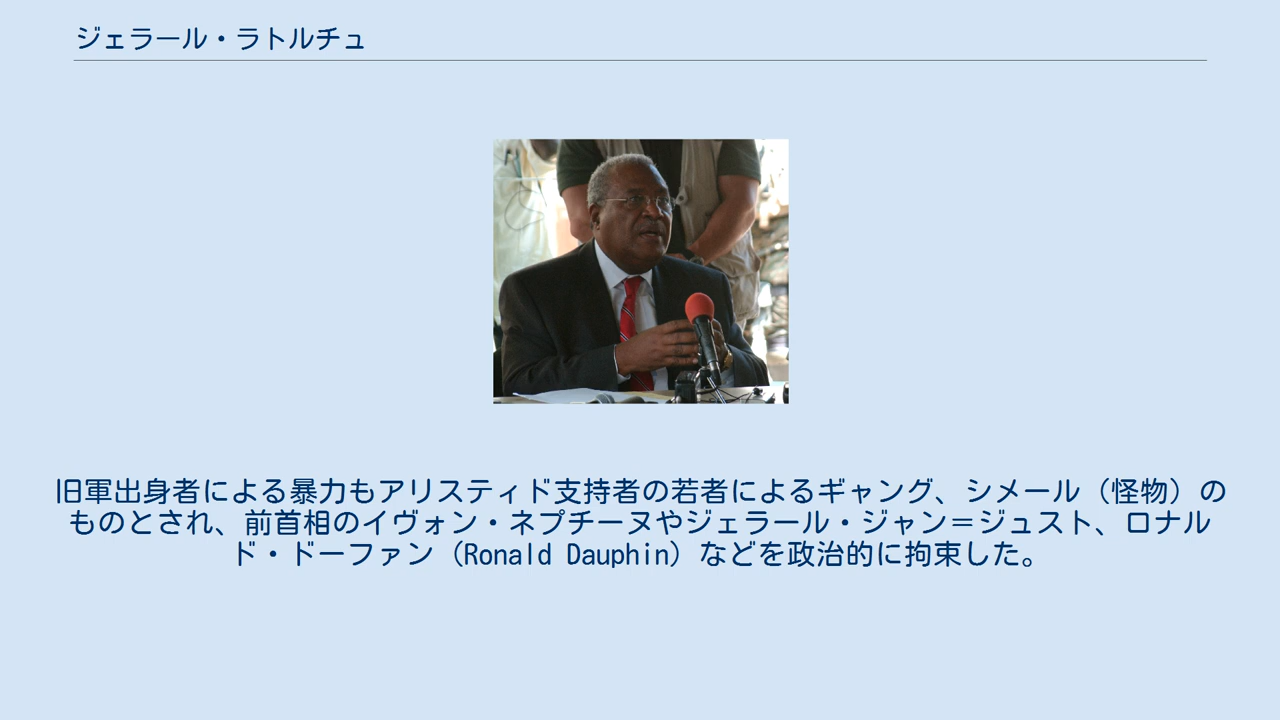 ジェラール・ラトルチュ
旧軍出身者による暴力もアリスティド支持者の若者によるギャング、シメール（怪物）の
ものとされ、前首相のイヴォン・ネプチーヌやジェラール・ジャン＝ジュスト、ロナル
ド・ドーファン（Ronald Dauphin）などを政治的に拘束した。